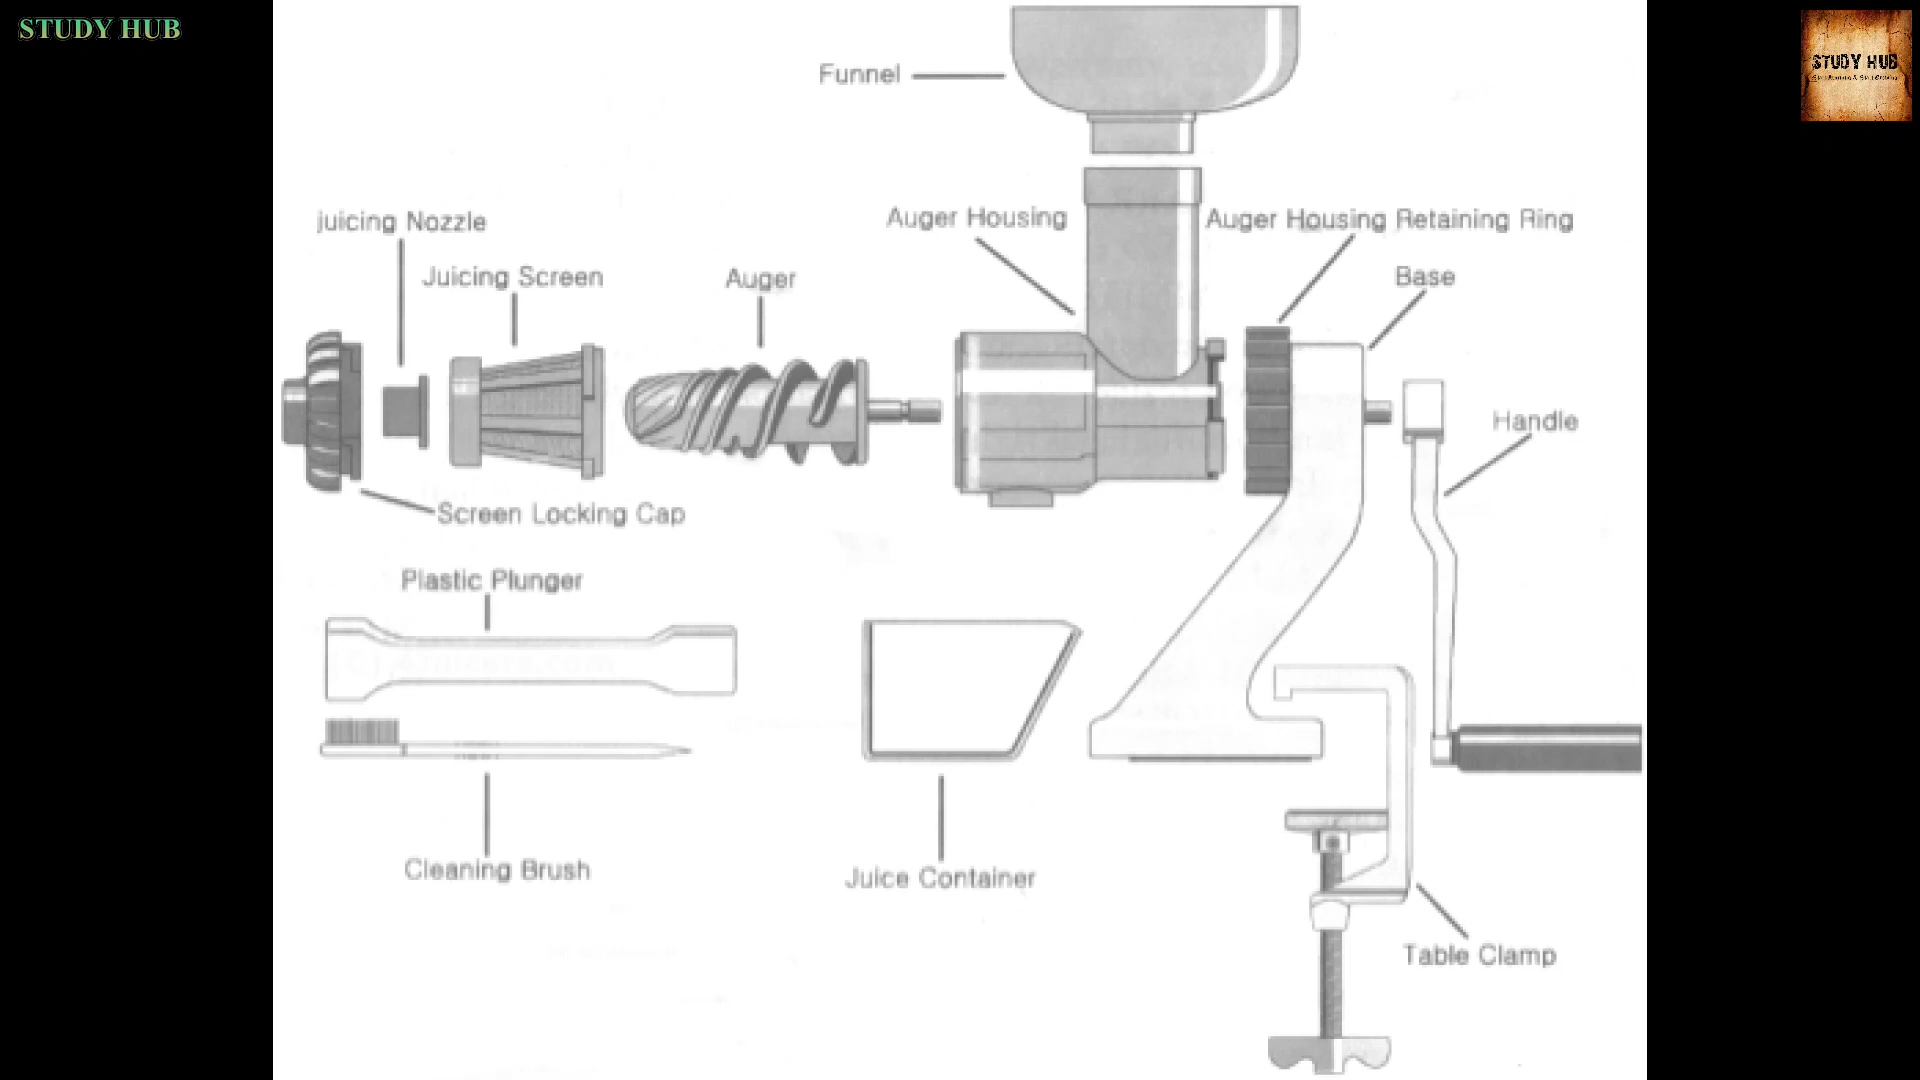 STUDY HUB
STUDY HUB
Funnel
juicing Nozzle
Auger Housing
Auger Housing Retaining Ring
Juicing Screen
Auger
Base
Handle
Screen Locking Cap
Plastic Plunger
Cleaning Brush
Juice Container
Table Clamp